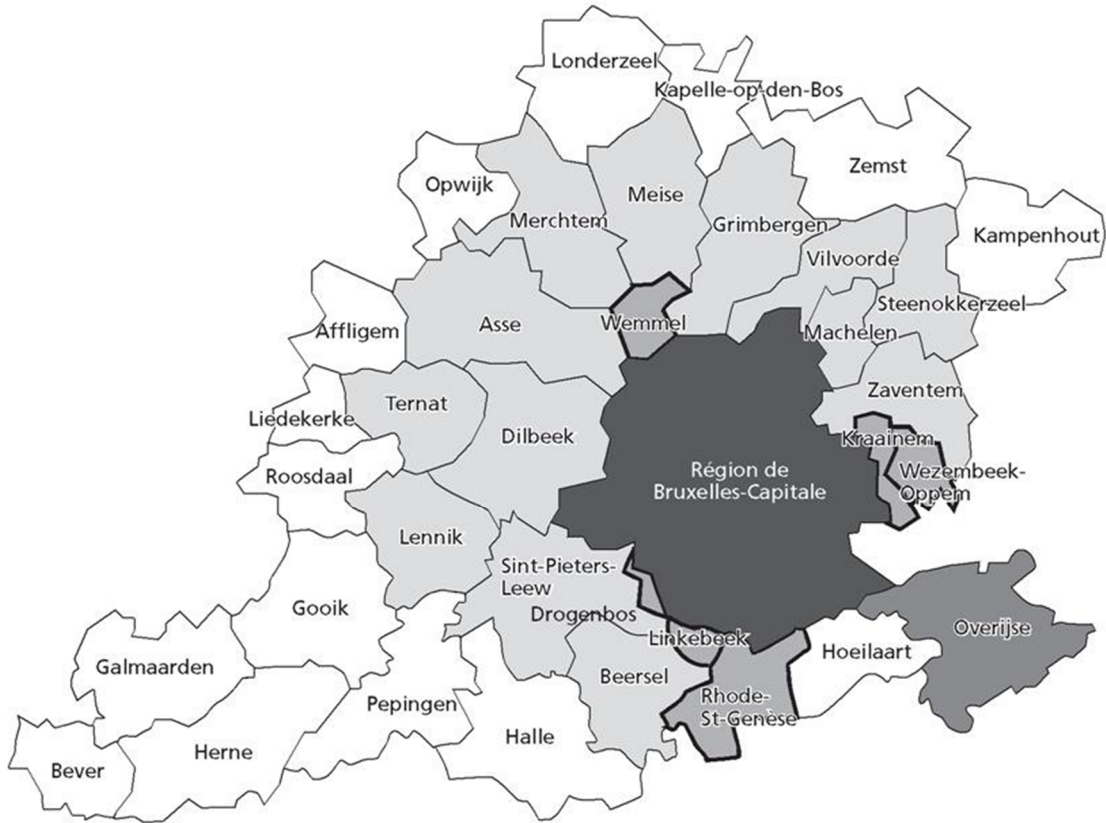 Londerzeel
Kapelle-op-den-Bos
Zemst
Opwijk
Meise
Merchtem
Grimbergen
Kampenhout
Vilvoorde
Steenokkerzeel
Affligem
Asse
Wemmel
Machelen
Zaventem
Liedekerke
Ternat
Dilbeek
Kraainem
Roosdaal
Région de
Bruxelles-Capitale
Wezembeek-
Oppem
Lennik
Sint-Pieters-
Leew
Gooik
Drogenbos
Linkebeek
Hoeilaart
Overijse
Galmaarden
Beersel
Rhode-
St-Genèse
Pepingen
Halle
Herne
Bever